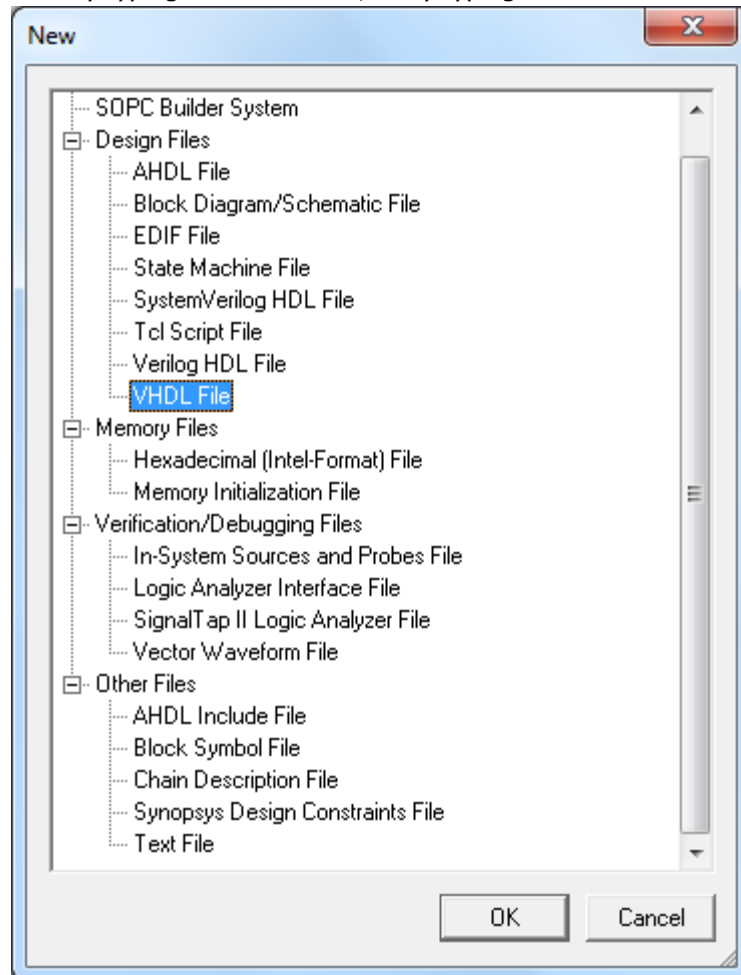 New
SOPC Builder System
Design Files
AHDL File
Block Diagram/Schematic File
EDIF File
State Machine File
SystemVerilog HDL File
Tcl Script File
Verilog HDL File
VHDL File
Memory Files
Hexadecimal (Intel-Format) File
Memory Initialization File
Verification/Debugging Files
In-System Sources and Probes File
Logic Analyzer Interface File
SignalTap II Logic Analyzer File
Vector Waveform File
Other Files
AHDL Include File
Block Symbol File
Chain Description File
Synopsys Design Constraints File
Text File
OK Cancel